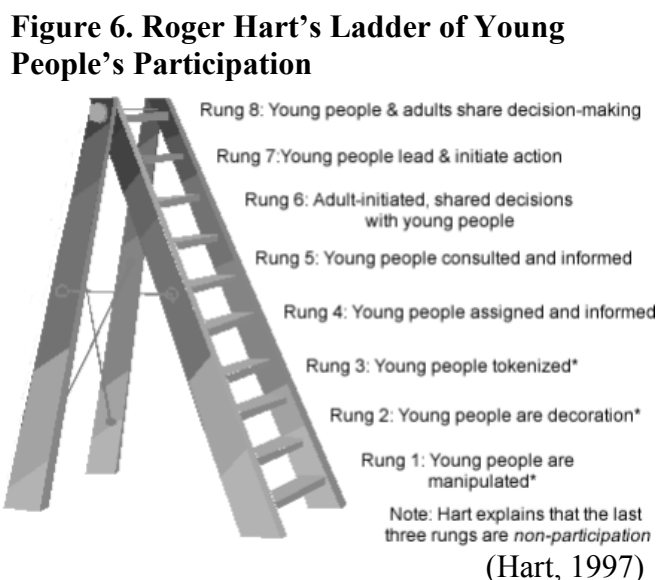 Figure 6. Roger Hart’s Ladder of Young
People’s Participation
Rung 8: Young people & adults share decision-making
Rung 7:Young people lead & initiate action
Rung 6: Adult-initiated, shared decisions
with young people
Rung 5: Young people consulted and informed
Rung 4: Young people assigned and informed
Rung 3: Young people tokenized*
Rung 2: Young people are decoration*
Rung 1: Young people are
manipulated*
Note: Hart explains that the last
three rungs are non-participation
(Hart, 1997)